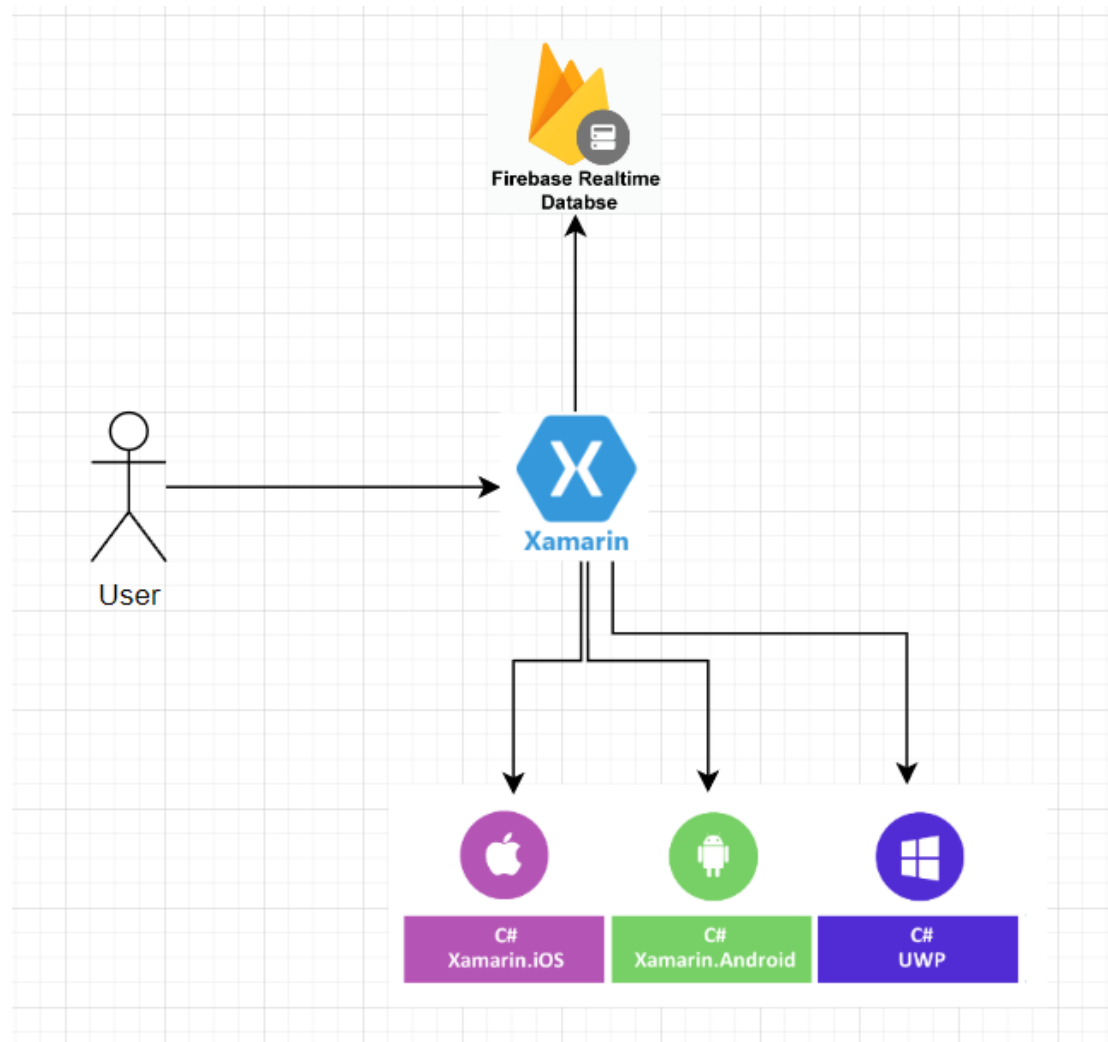 Firebase Realtime
Databse
User
Xamarin
C#
Xamarin.iOS
C#
Xamarin.Android
C#
UWP